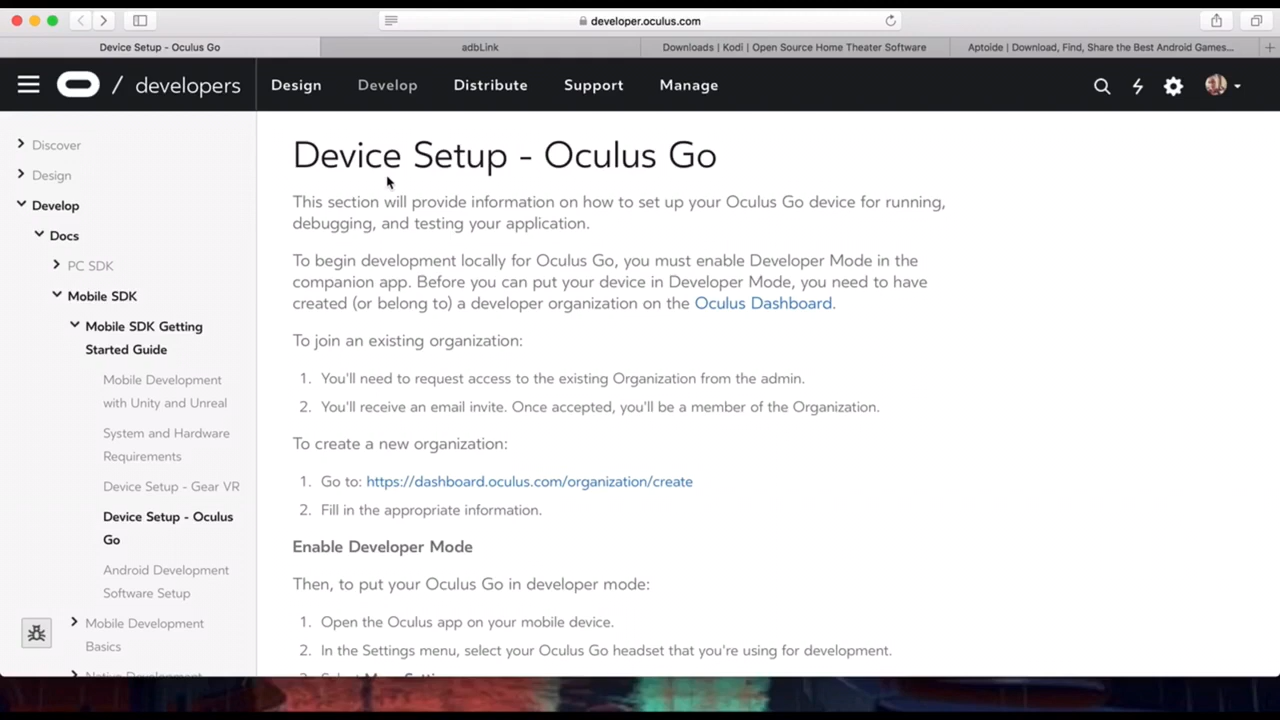 developer.oculus.com
Device Setup - Oculus Go
adbLink
Downloads | Kodi | Open Source Home Theater Software
Aptoide | Download, Find, Share the Best Android Games...
/ developers
Design
Develop
Distribute
Support
Manage
Discover
Design
Develop
Docs
PC SDK
Mobile SDK
Mobile SDK Getting
Started Guide
Mobile Development
with Unity and Unreal
System and Hardware
Requirements
Device Setup - Gear VR
Device Setup - Oculus
Go
Android Development
Software Setup
Mobile Development
Basics
Native Development
Device Setup - Oculus Go
This section will provide information on how to set up your Oculus Go device for running,
debugging, and testing your application.
To begin development locally for Oculus Go, you must enable Developer Mode in the
companion app. Before you can put your device in Developer Mode, you need to have
created (or belong to) a developer organization on the Oculus Dashboard.
To join an existing organization:
1. You'll need to request access to the existing Organization from the admin.
2. You'll receive an email invite. Once accepted, you'll be a member of the Organization.
To create a new organization:
1. Go to: https://dashboard.oculus.com/organization/create
2. Fill in the appropriate information.
Enable Developer Mode
Then, to put your Oculus Go in developer mode:
1. Open the Oculus app on your mobile device.
2. In the Settings menu, select your Oculus Go headset that you're using for development.